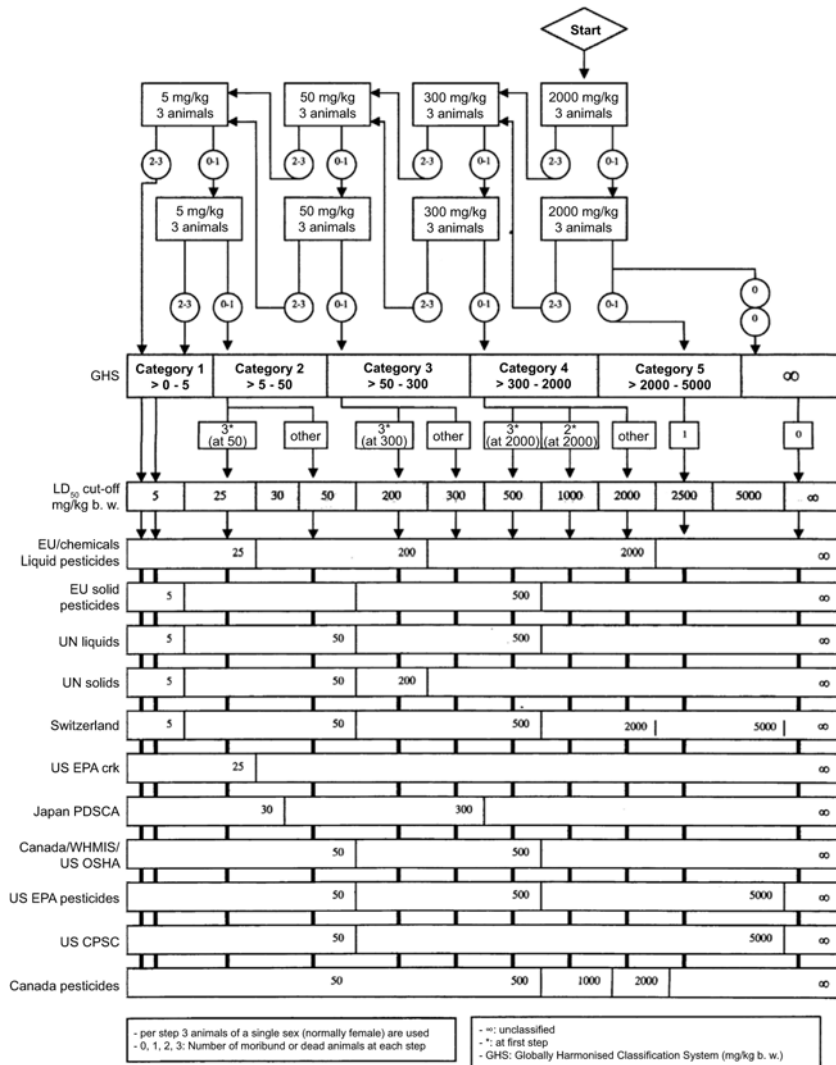 Start
5 mg/kg
3 animals
50 mg/kg
3 animals
300 mg/kg
3 animals
2000 mg/kg
3 animals
2-3
0-1
2-3
0-1
2-3
0-1
2-3
0-1
5 mg/kg
3 animals
50 mg/kg
3 animals
300 mg/kg
3 animals
2000 mg/kg
3 animals
2-3
0-1
2-3
0-1
2-3
0-1
2-3
0-1
0
0
GHS
Category 1
> 0 - 5
Category 2
> 5 - 50
Category 3
> 50 - 300
Category 4
> 300 - 2000
Category 5
> 2000 - 5000
∞
3*
(at 50)
other
3*
(at 300)
other
3*
(at 2000)
2*
(at 2000)
other
1
0
LD50 cut-off
mg/kg b. w.
5 25 30 50 200 300 500 1000 2000 2500 5000 ∞
EU/chemicals
Liquid pesticides
25 200 2000 ∞
EU solid
pesticides
5 500 ∞
UN liquids
5 50 500 ∞
UN solids
5 50 200 ∞
Switzerland
5 50 500 2000 5000 ∞
US EPA crk
25 ∞
Japan PDSCA
30 300 ∞
Canada/WHMIS/
US OSHA
50 500 ∞
US EPA pesticides
50 500 5000 ∞
US CPSC
50 5000 ∞
Canada pesticides
50 500 1000 2000 ∞
- per step 3 animals of a single sex (normally female) are used
- 0, 1, 2, 3: Number of moribund or dead animals at each step
- ∞: unclassified
- *: at first step
- GHS: Globally Harmonised Classification System (mg/kg b. w.)